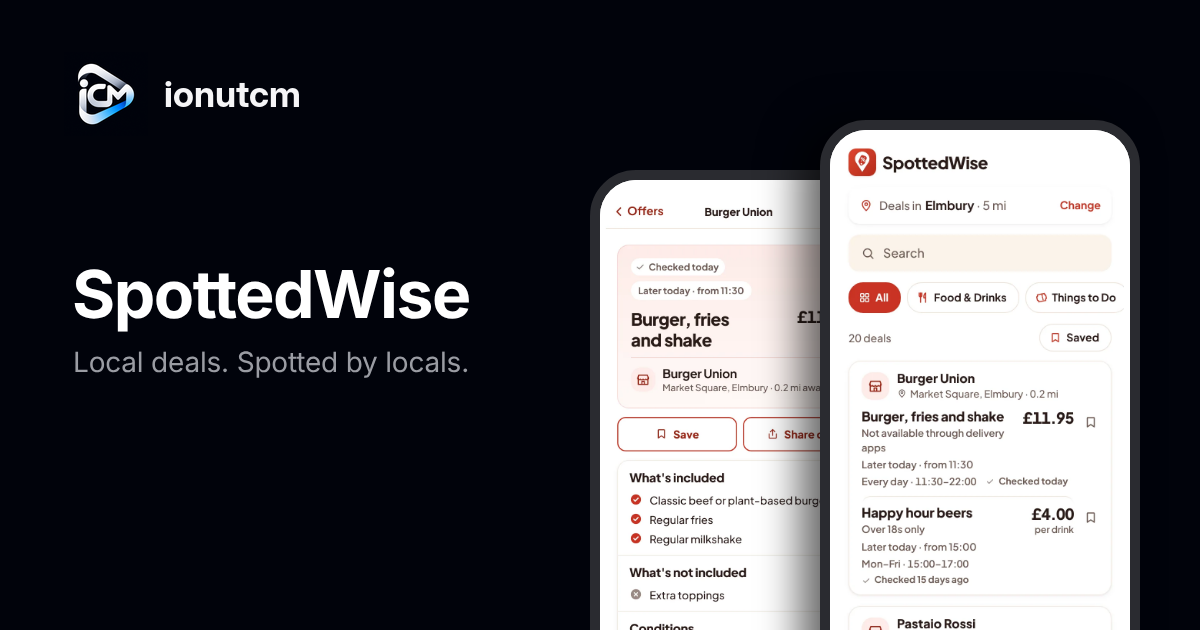 iCM
ionutcm
SpottedWise
Local deals. Spotted by locals.
Offers
Burger Union
Checked today
Later today · from 11:30
Burger, fries
and shake
Burger Union
Market Square, Elmbury · 0.2 mi
Save
Share
What's included
Classic beef or plant-based
Regular fries
Regular milkshake
What's not included
Extra toppings
Conditions
SpottedWise
Deals in Elmbury · 5 mi
Change
Search
All
Food & Drinks
Things to Do
20 deals
Saved
Burger Union
Market Square, Elmbury · 0.2 mi
Burger, fries and shake
£11.95
Not available through delivery
apps
Later today · from 11:30
Every day · 11:30–22:00
Checked today
Happy hour beers
£4.00
Over 18s only
per drink
Later today · from 15:00
Mon–Fri · 15:00–17:00
Checked 15 days ago
Pastaio Rossi